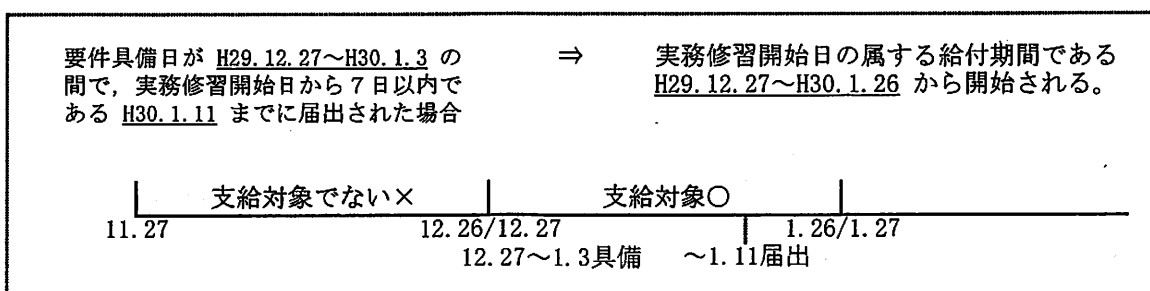 要件具備日が H29.12.27～H30.1.3 の
間で，実務修習開始日から７日以内で
ある H30.1.11 までに届出された場合
⇒
実務修習開始日の属する給付期間である
H29.12.27～H30.1.26 から開始される。
支給対象でない× 支給対象○
11.27 12.26/12.27 1.26/1.27
12.27～1.3具備 ～1.11届出